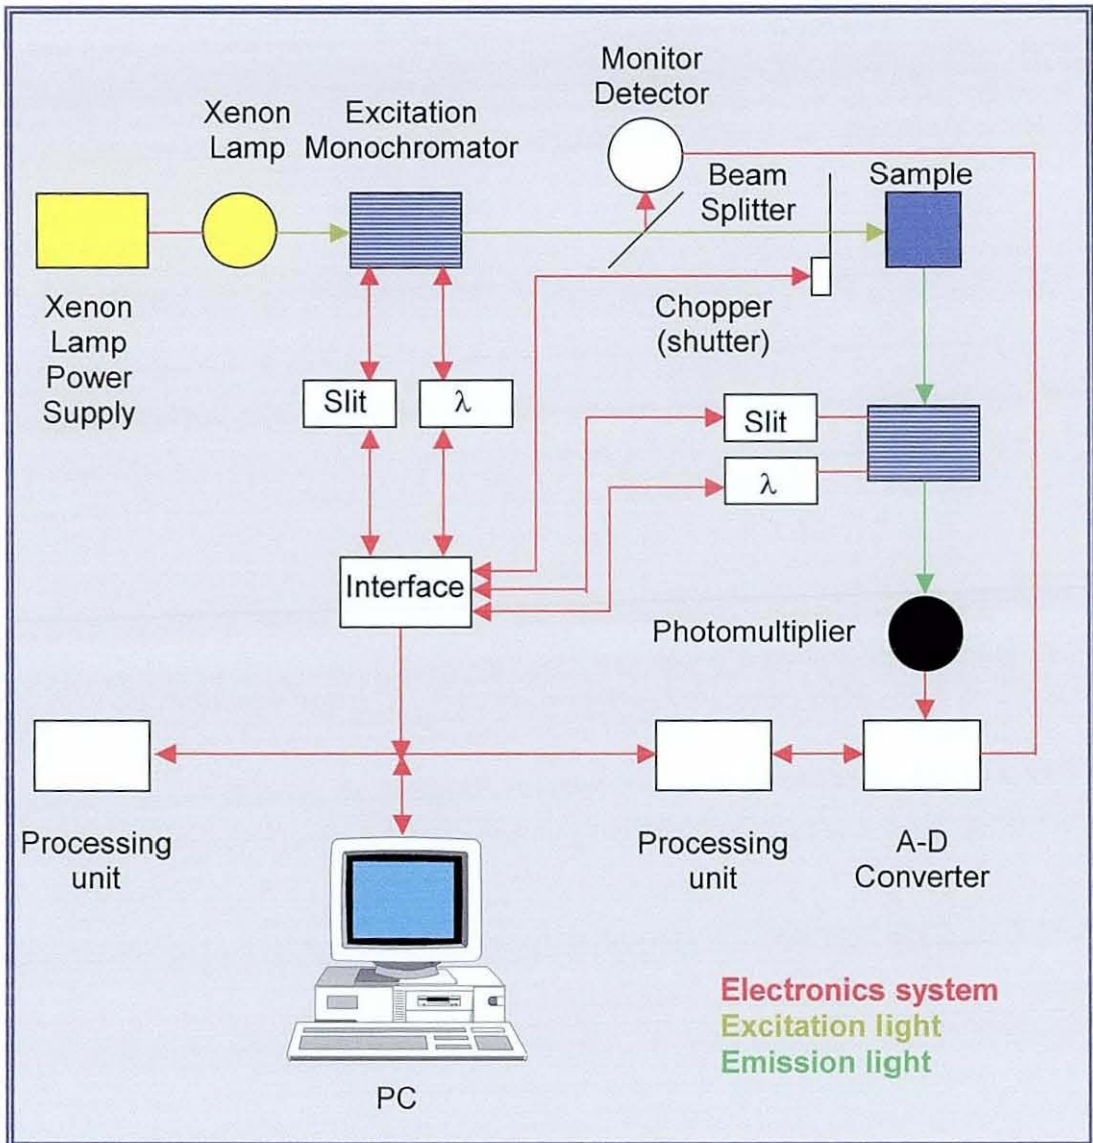 Monitor
Detector
Xenon
Lamp
Excitation
Monochromator
Beam
Splitter
Sample
Xenon
Lamp
Power
Supply
Chopper
(shutter)
Slit
λ
Slit
λ
Interface
Photomultiplier
Processing
unit
Processing
unit
A-D
Converter
PC
Electronics system
Excitation light
Emission light